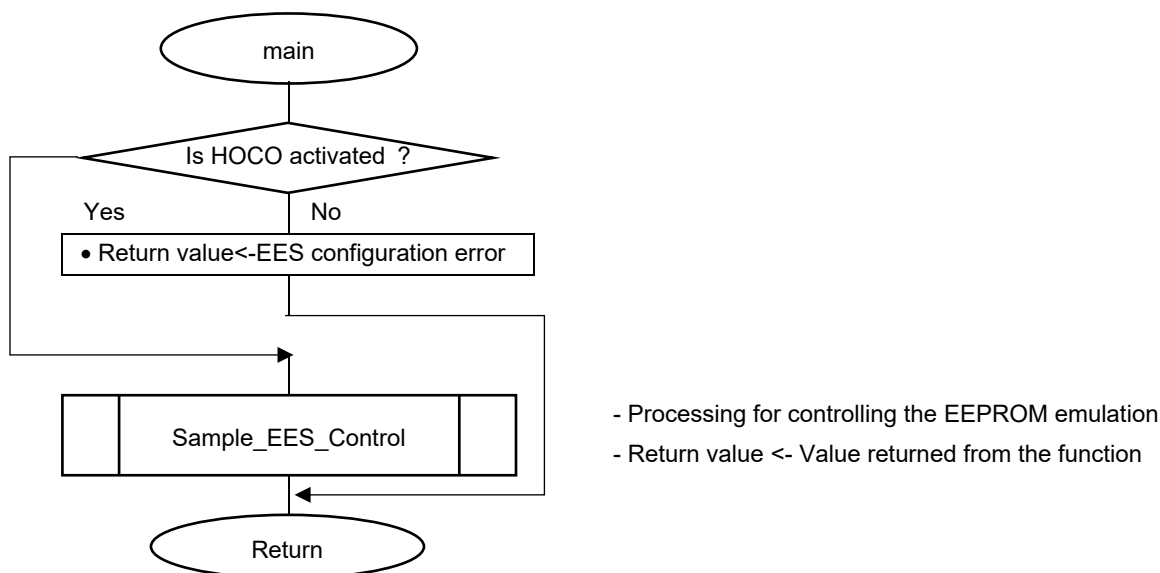 main
Is HOCO activated ?
Yes
No
• Return value<-EES configuration error
Sample_EES_Control
- Processing for controlling the EEPROM emulation
- Return value <- Value returned from the function
Return